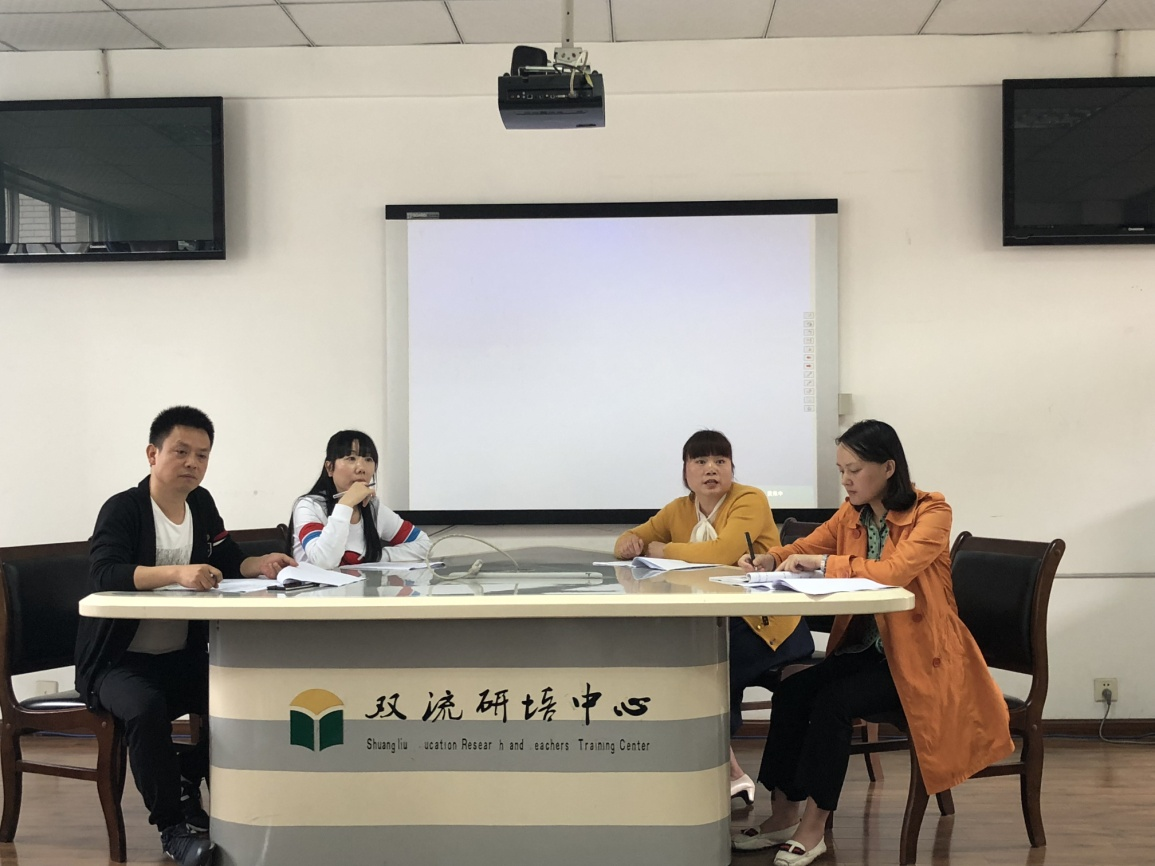 双流研培中心
Shuangliu ucation Resear h and eachers Training Center